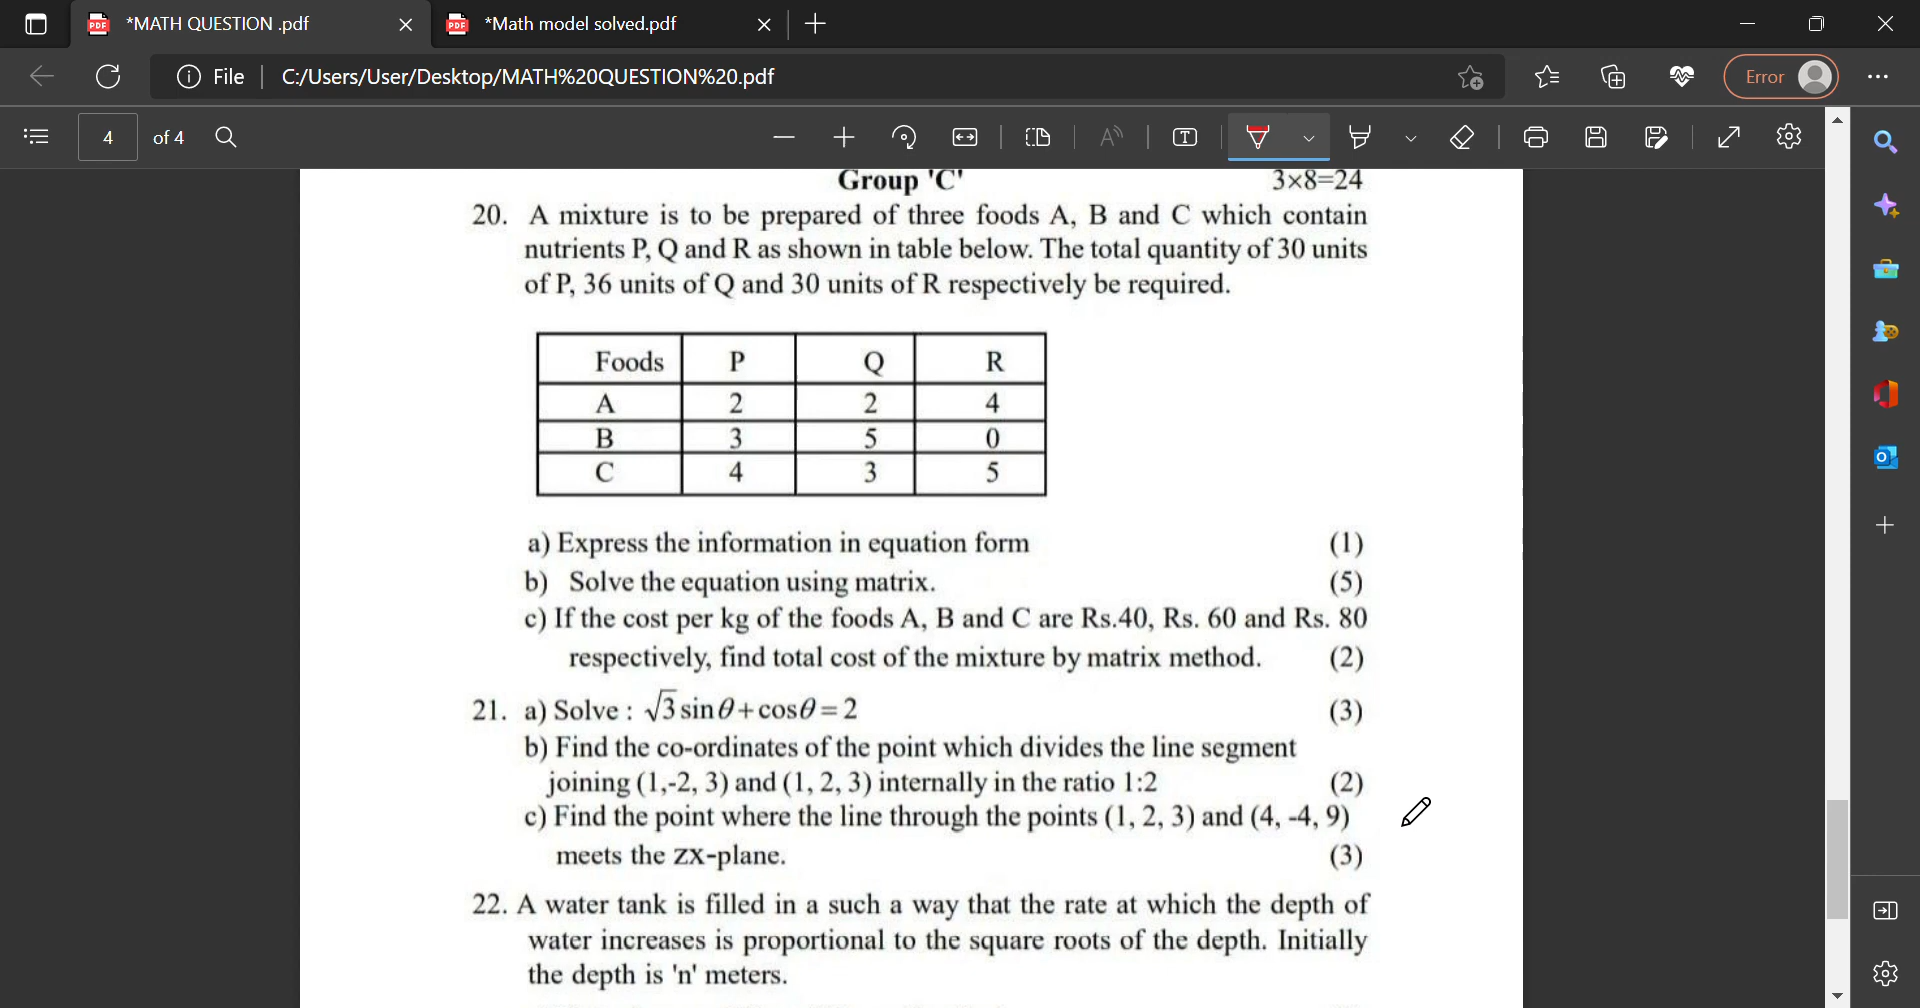 *MATH QUESTION .pdf
*Math model solved.pdf
File
C:/Users/User/Desktop/MATH%20QUESTION%20.pdf
Error
4 of 4
Group 'C' 3×8=24
20. A mixture is to be prepared of three foods A, B and C which contain
nutrients P, Q and R as shown in table below. The total quantity of 30 units
of P, 36 units of Q and 30 units of R respectively be required.
Foods P Q R
A 2 2 4
B 3 5 0
C 4 3 5
a) Express the information in equation form (1)
b) Solve the equation using matrix. (5)
c) If the cost per kg of the foods A, B and C are Rs.40, Rs. 60 and Rs. 80
respectively, find total cost of the mixture by matrix method. (2)
21. a) Solve : √3 sinθ+cosθ=2 (3)
b) Find the co-ordinates of the point which divides the line segment
joining (1,-2, 3) and (1, 2, 3) internally in the ratio 1:2 (2)
c) Find the point where the line through the points (1, 2, 3) and (4, -4, 9)
meets the ZX-plane. (3)
22. A water tank is filled in a such a way that the rate at which the depth of
water increases is proportional to the square roots of the depth. Initially
the depth is 'n' meters.